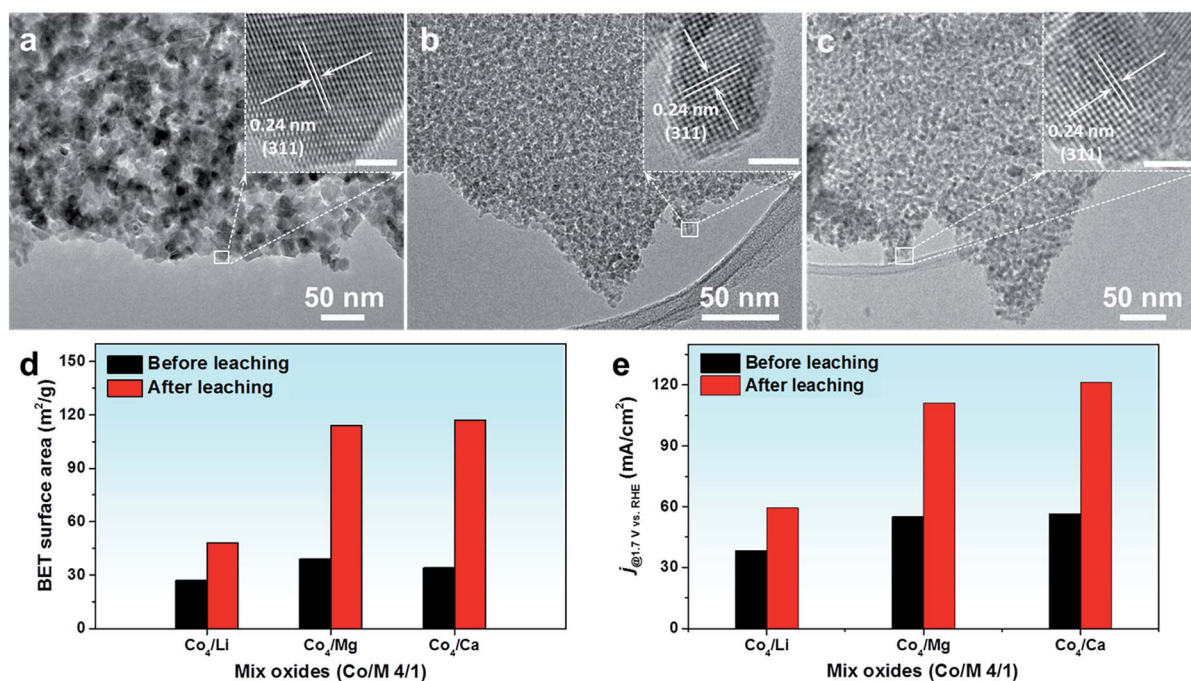 a
0.24 nm
(311)
50 nm
b
0.24 nm
(311)
50 nm
c
0.24 nm
(311)
50 nm
d
150
120
90
60
30
0
BET surface area (m²/g)
Before leaching
After leaching
Co₄/Li
Co₄/Mg
Co₄/Ca
Mix oxides (Co/M 4/1)
e
120
90
60
30
0
j@1.7 V vs. RHE (mA/cm²)
Before leaching
After leaching
Co₄/Li
Co₄/Mg
Co₄/Ca
Mix oxides (Co/M 4/1)